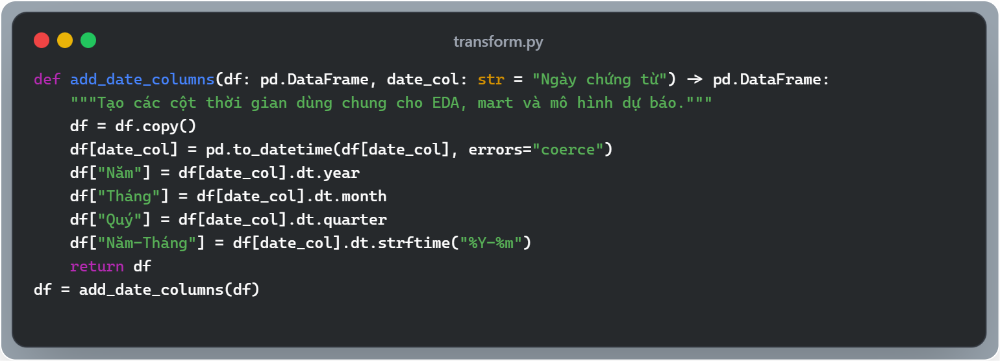 transform.py
def add_date_columns(df: pd.DataFrame, date_col: str = "Ngày chứng từ") -> pd.DataFrame:
    """Tạo các cột thời gian dùng chung cho EDA, mart và mô hình dự báo."""
    df = df.copy()
    df[date_col] = pd.to_datetime(df[date_col], errors="coerce")
    df["Năm"] = df[date_col].dt.year
    df["Tháng"] = df[date_col].dt.month
    df["Quý"] = df[date_col].dt.quarter
    df["Năm-Tháng"] = df[date_col].dt.strftime("%Y-%m")
    return df
df = add_date_columns(df)